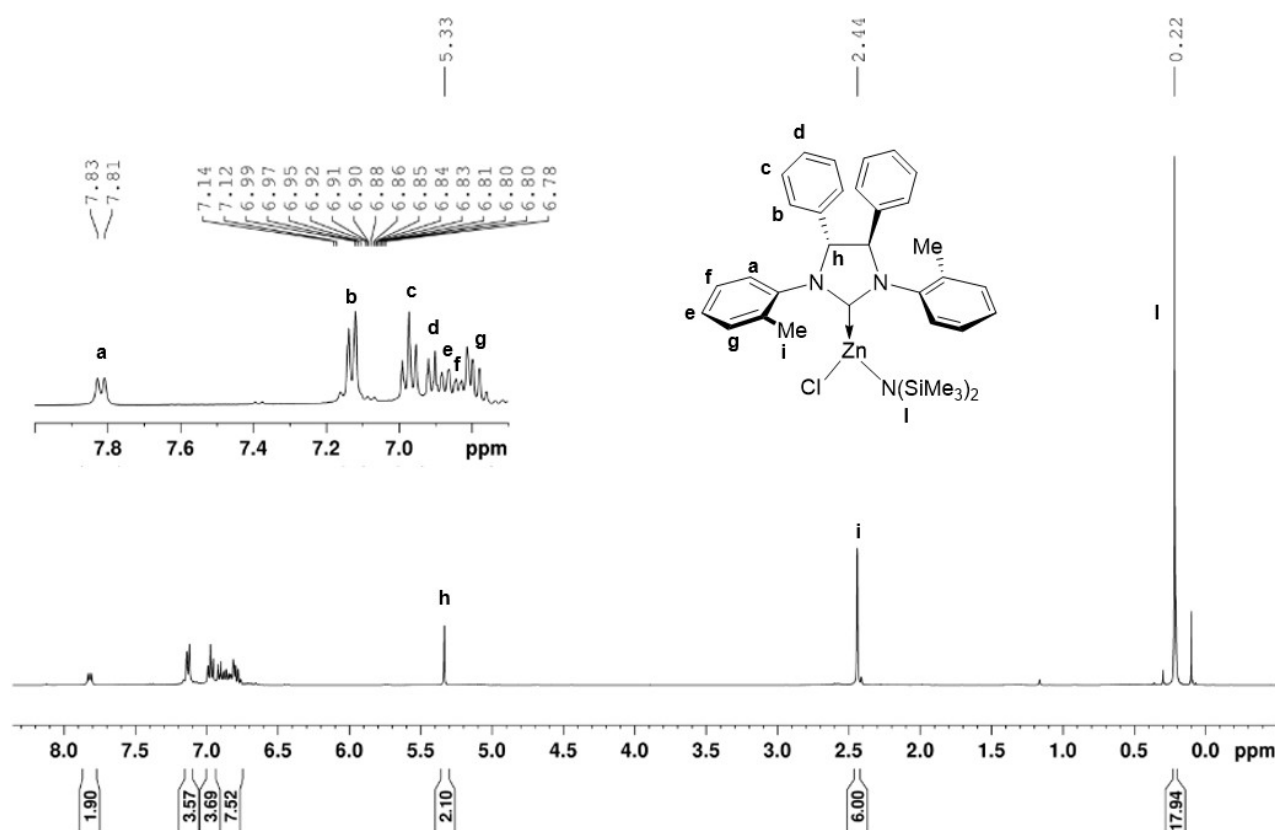 5.33
2.44
0.22
7.83
7.81
7.14
7.12
6.99
6.97
6.95
6.92
6.91
6.90
6.88
6.86
6.85
6.84
6.83
6.81
6.80
6.80
6.78
a
b
c
d
e
f
g
7.8 7.6 7.4 7.2 7.0 ppm
d
c
b
h
a
f
e
g
i
N N
Me
Me
Zn
Cl
N(SiMe3)2
l
l
i
h
8.0 7.5 7.0 6.5 6.0 5.5 5.0 4.5 4.0 3.5 3.0 2.5 2.0 1.5 1.0 0.5 0.0 ppm
1.90
3.57
3.69
7.52
2.10
6.00
17.94